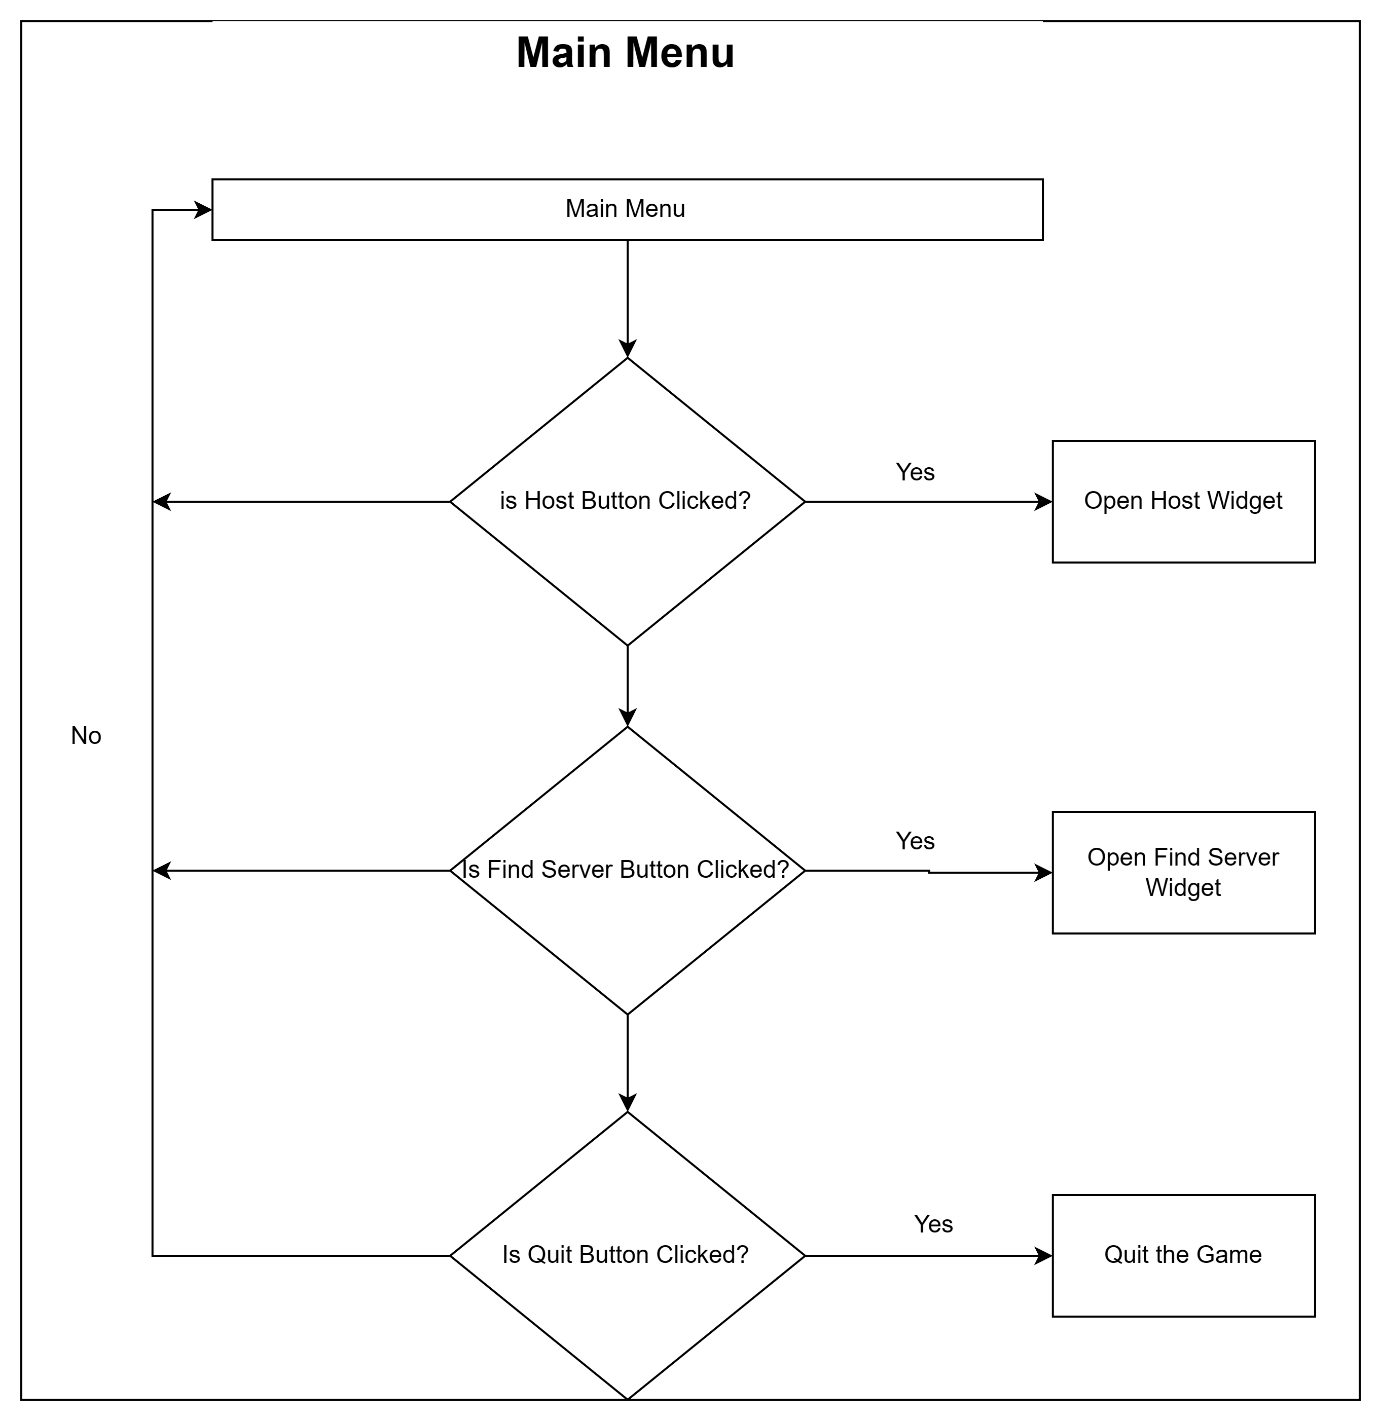 Main Menu
Main Menu
is Host Button Clicked?
Yes
Open Host Widget
No
Is Find Server Button Clicked?
Yes
Open Find Server
Widget
Is Quit Button Clicked?
Yes
Quit the Game